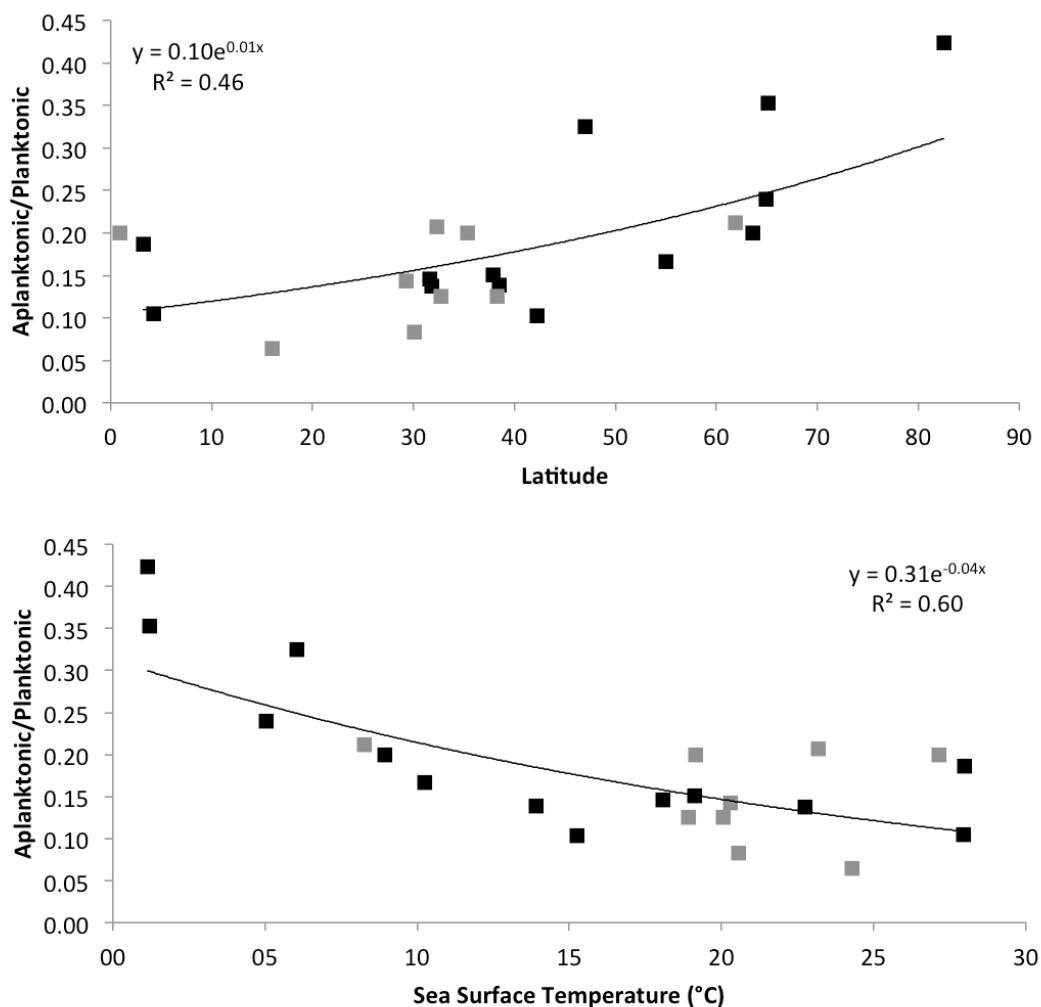 0.45
y = 0.10e^0.01x
R² = 0.46
0.40
0.35
0.30
0.25
0.20
0.15
0.10
0.05
0.00
Aplanktonic/Planktonic
0 10 20 30 40 50 60 70 80 90
Latitude
0.45
y = 0.31e^-0.04x
R² = 0.60
0.40
0.35
0.30
0.25
0.20
0.15
0.10
0.05
0.00
Aplanktonic/Planktonic
00 05 10 15 20 25 30
Sea Surface Temperature (°C)